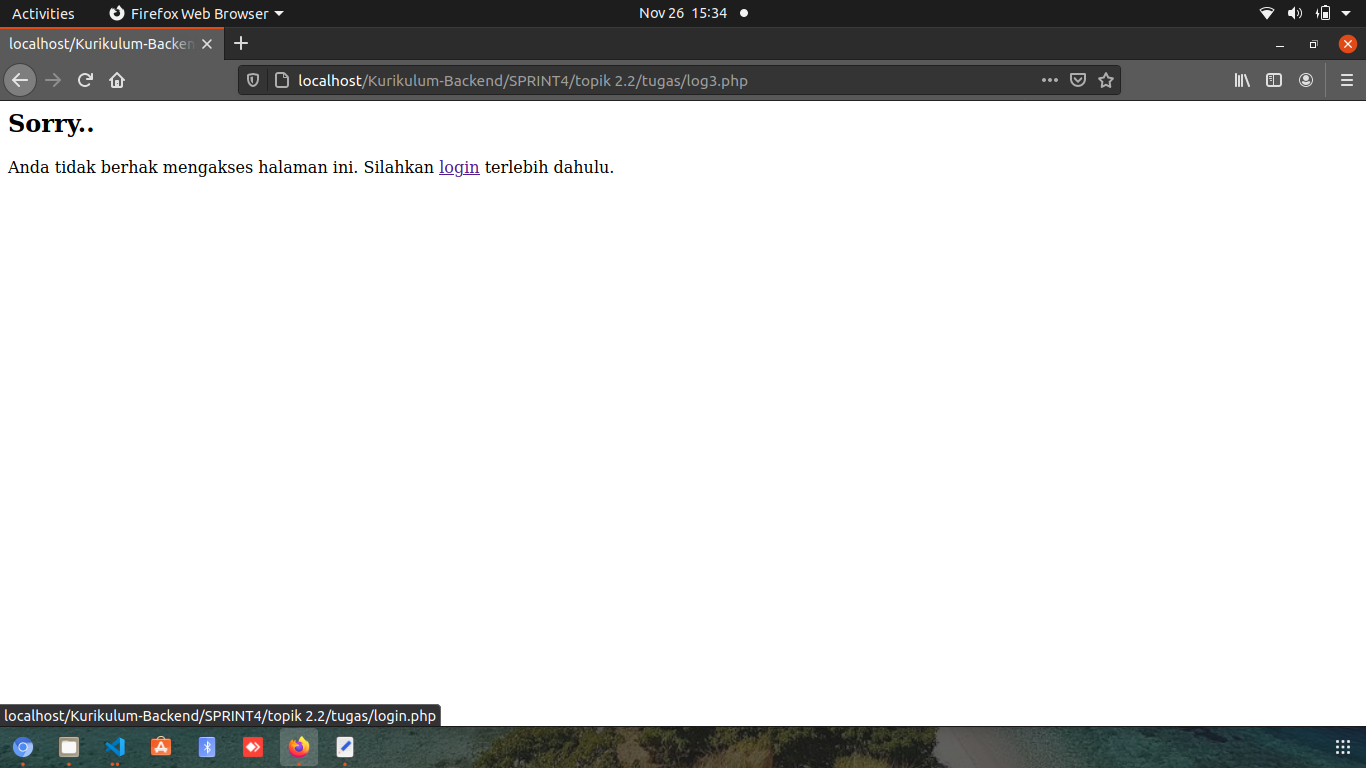 Activities Firefox Web Browser Nov 26 15:34
localhost/Kurikulum-Backen
localhost/Kurikulum-Backend/SPRINT4/topik 2.2/tugas/log3.php
Sorry..
Anda tidak berhak mengakses halaman ini. Silahkan login terlebih dahulu.
localhost/Kurikulum-Backend/SPRINT4/topik 2.2/tugas/login.php